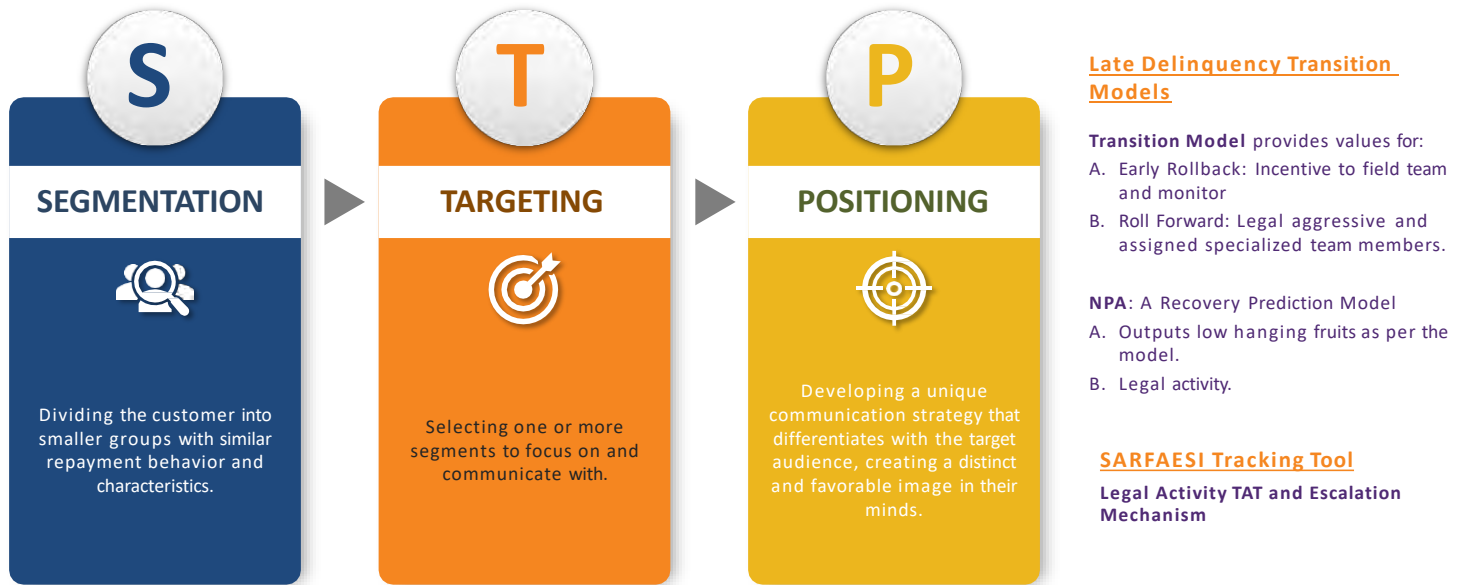 S
SEGMENTATION
Dividing the customer into
smaller groups with similar
repayment behavior and
characteristics.
T
TARGETING
Selecting one or more
segments to focus on and
communicate with.
P
POSITIONING
Developing a unique
communication strategy that
differentiates with the target
audience, creating a distinct
and favorable image in their
minds.
Late Delinquency Transition
Models
Transition Model provides values for:
A. Early Rollback: Incentive to field team
and monitor
B. Roll Forward: Legal aggressive and
assigned specialized team members.
NPA: A Recovery Prediction Model
A. Outputs low hanging fruits as per the
model.
B. Legal activity.
SARFAESI Tracking Tool
Legal Activity TAT and Escalation
Mechanism